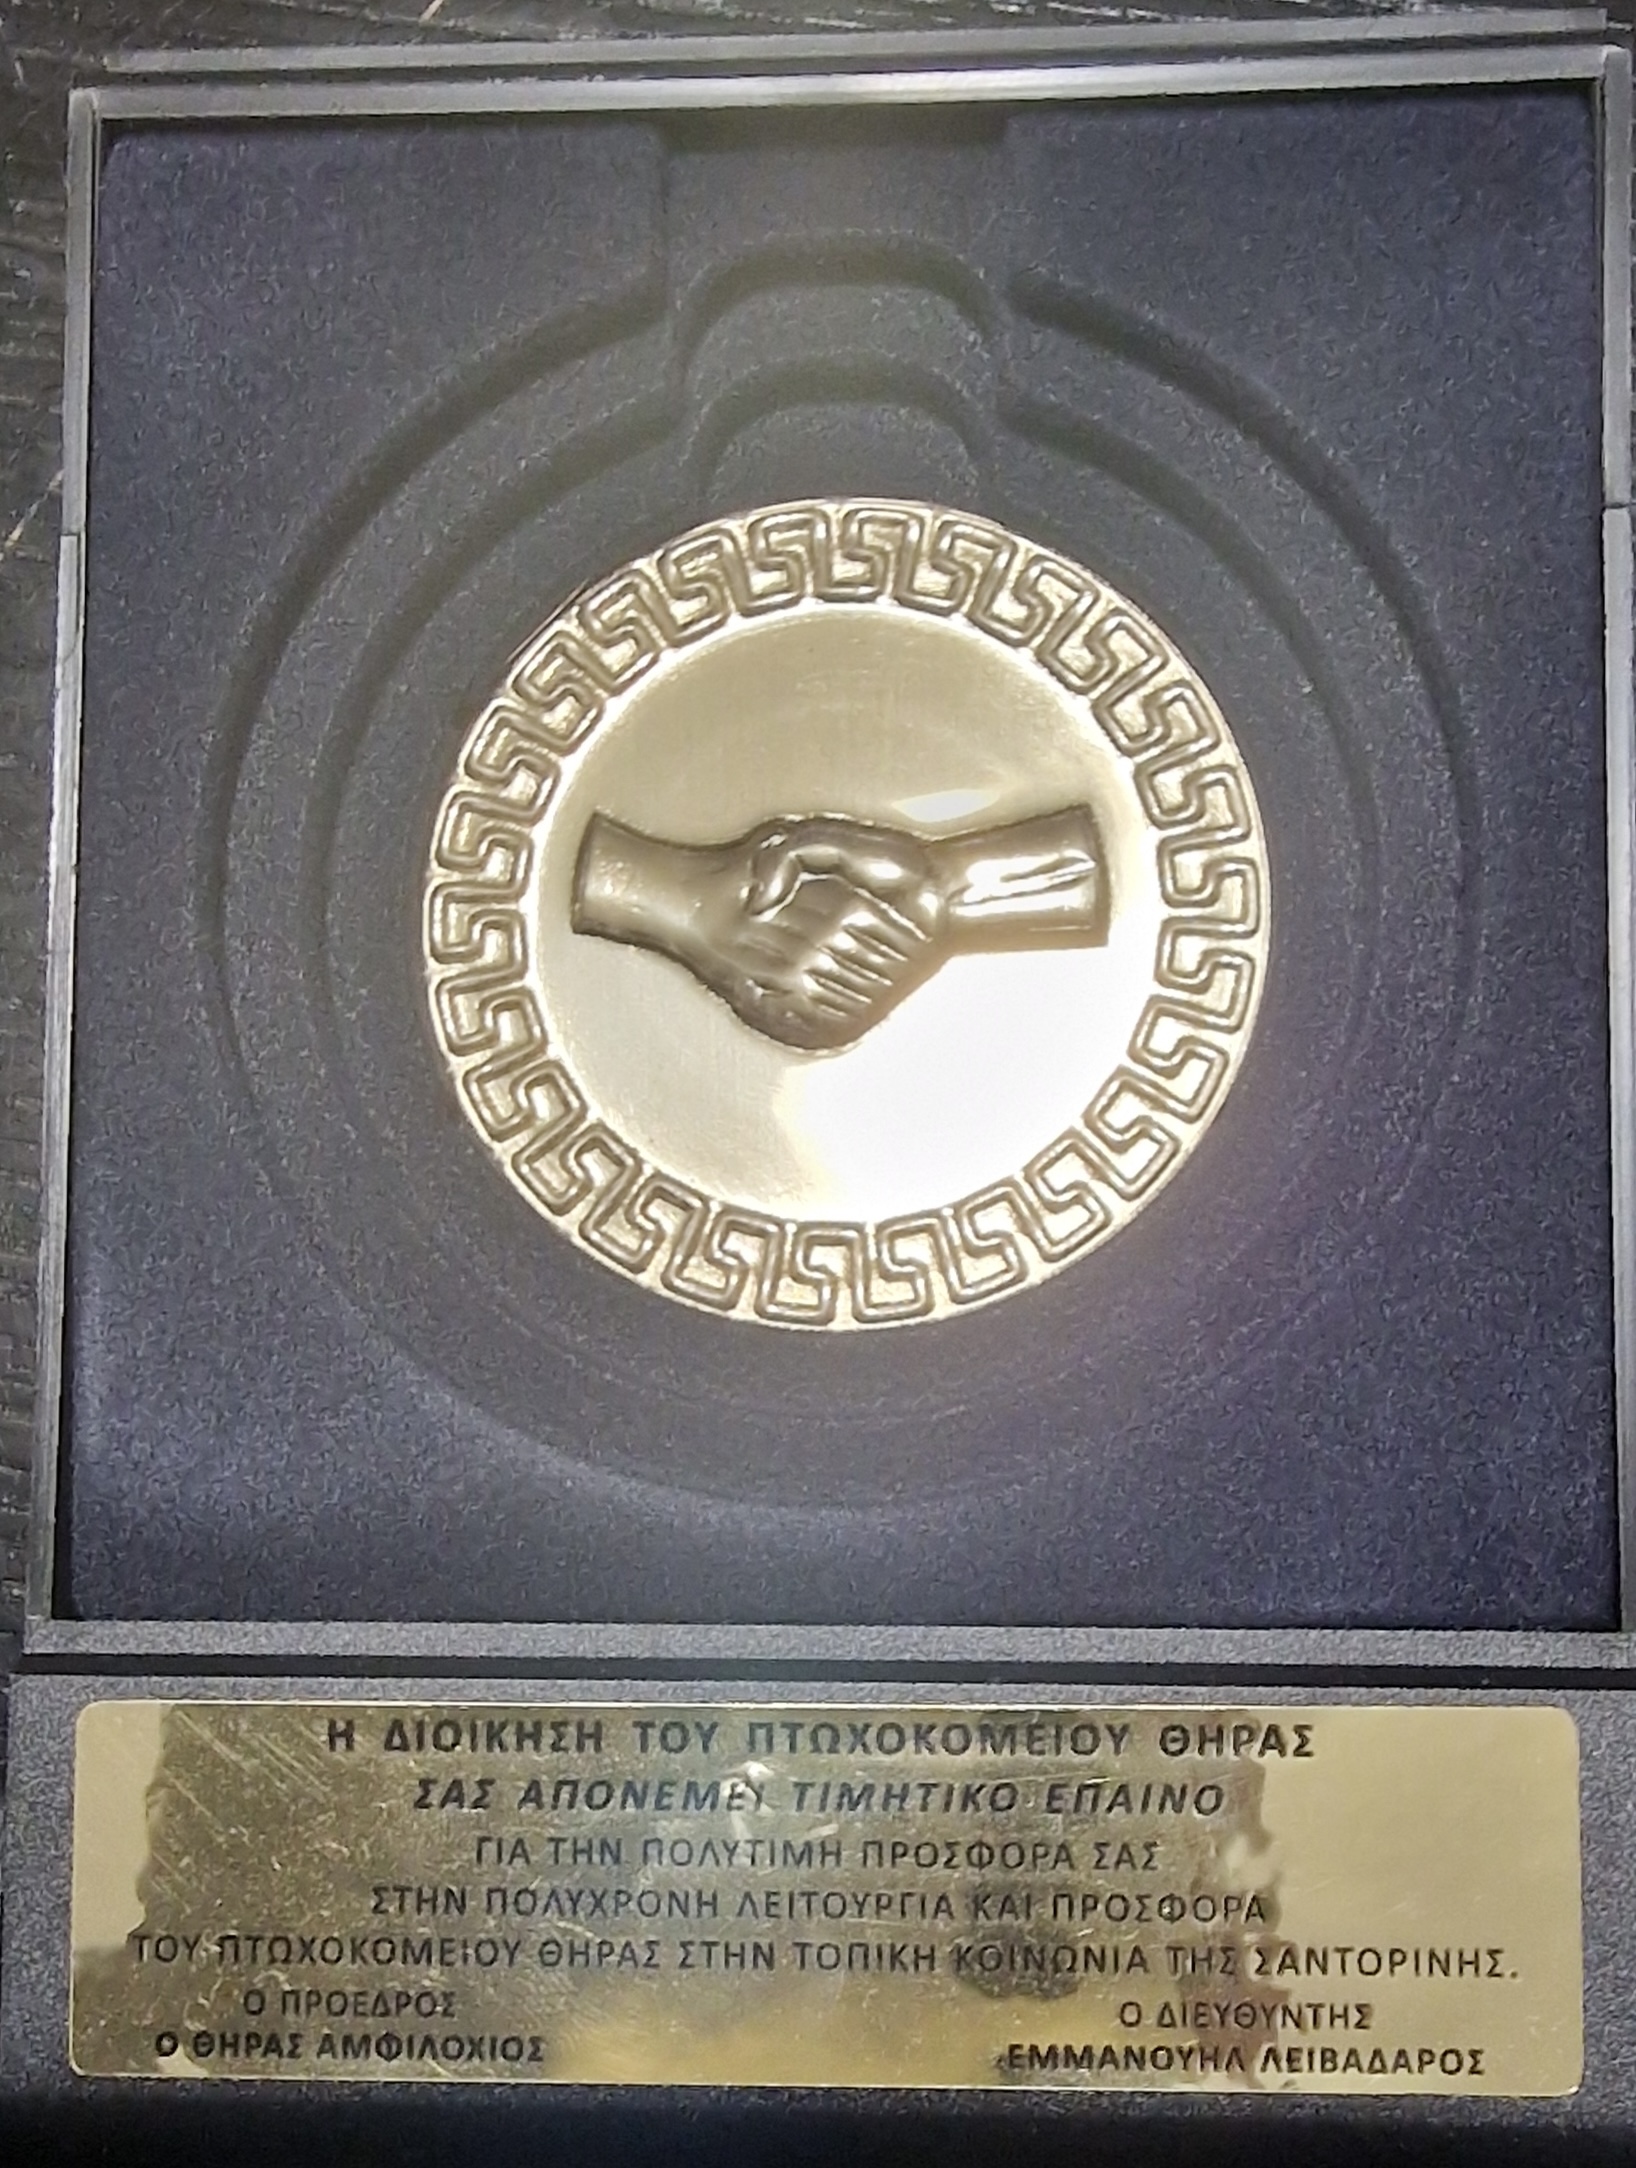 Η ΔΙΟΙΚΗΣΗ ΤΟΥ ΠΤΩΧΟΚΟΜΕΙΟΥ ΘΗΡΑΣ
ΣΑΣ ΑΠΟΝΕΜΕΙ ΤΙΜΗΤΙΚΟ ΕΠΑΙΝΟ
ΓΙΑ ΤΗΝ ΠΟΛΥΤΙΜΗ ΠΡΟΣΦΟΡΑ ΣΑΣ
ΣΤΗΝ ΠΟΛΥΧΡΟΝΗ ΛΕΙΤΟΥΡΓΙΑ ΚΑΙ ΠΡΟΣΦΟΡΑ
ΤΟΥ ΠΤΩΧΟΚΟΜΕΙΟΥ ΘΗΡΑΣ ΣΤΗΝ ΤΟΠΙΚΗ ΚΟΙΝΩΝΙΑ ΤΗΣ ΣΑΝΤΟΡΙΝΗΣ.
Ο ΠΡΟΕΔΡΟΣ
Ο ΘΗΡΑΣ ΑΜΦΙΛΟΧΙΟΣ
Ο ΔΙΕΥΘΥΝΤΗΣ
ΕΜΜΑΝΟΥΗΛ ΛΕΙΒΑΔΑΡΟΣ